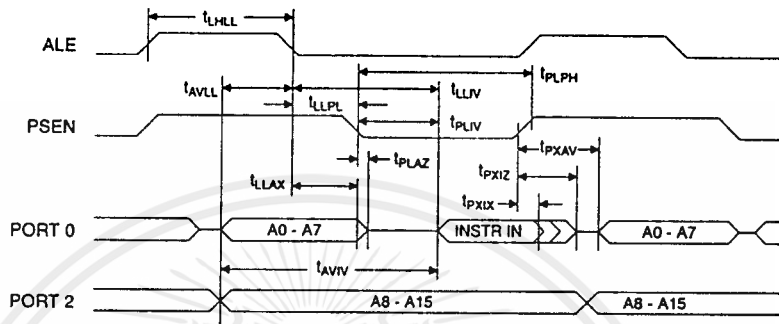 tLHLL
ALE
tAVLL
tLLIV
tPLPH
tLLPL
PSEN
tPLIV
tPLAZ
tPXAV
tLLAX
tPXIZ
tPXIX
PORT 0
A0 - A7
INSTR IN
A0 - A7
tAVIV
PORT 2
A8 - A15
A8 - A15